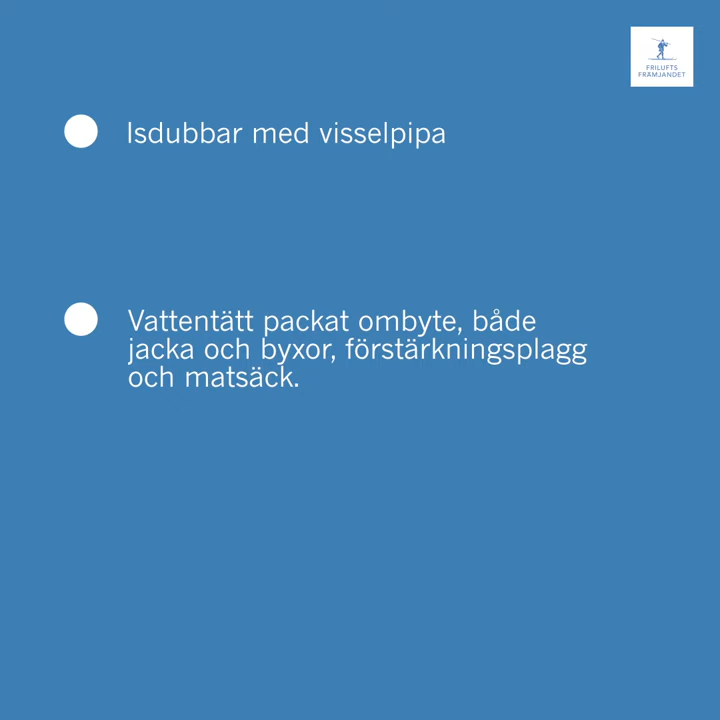 FRILUFTS
FRÄMJANDET
Isdubbar med visselpipa
Vattentätt packat ombyte, både
jacka och byxor, förstärkningsplagg
och matsäck.